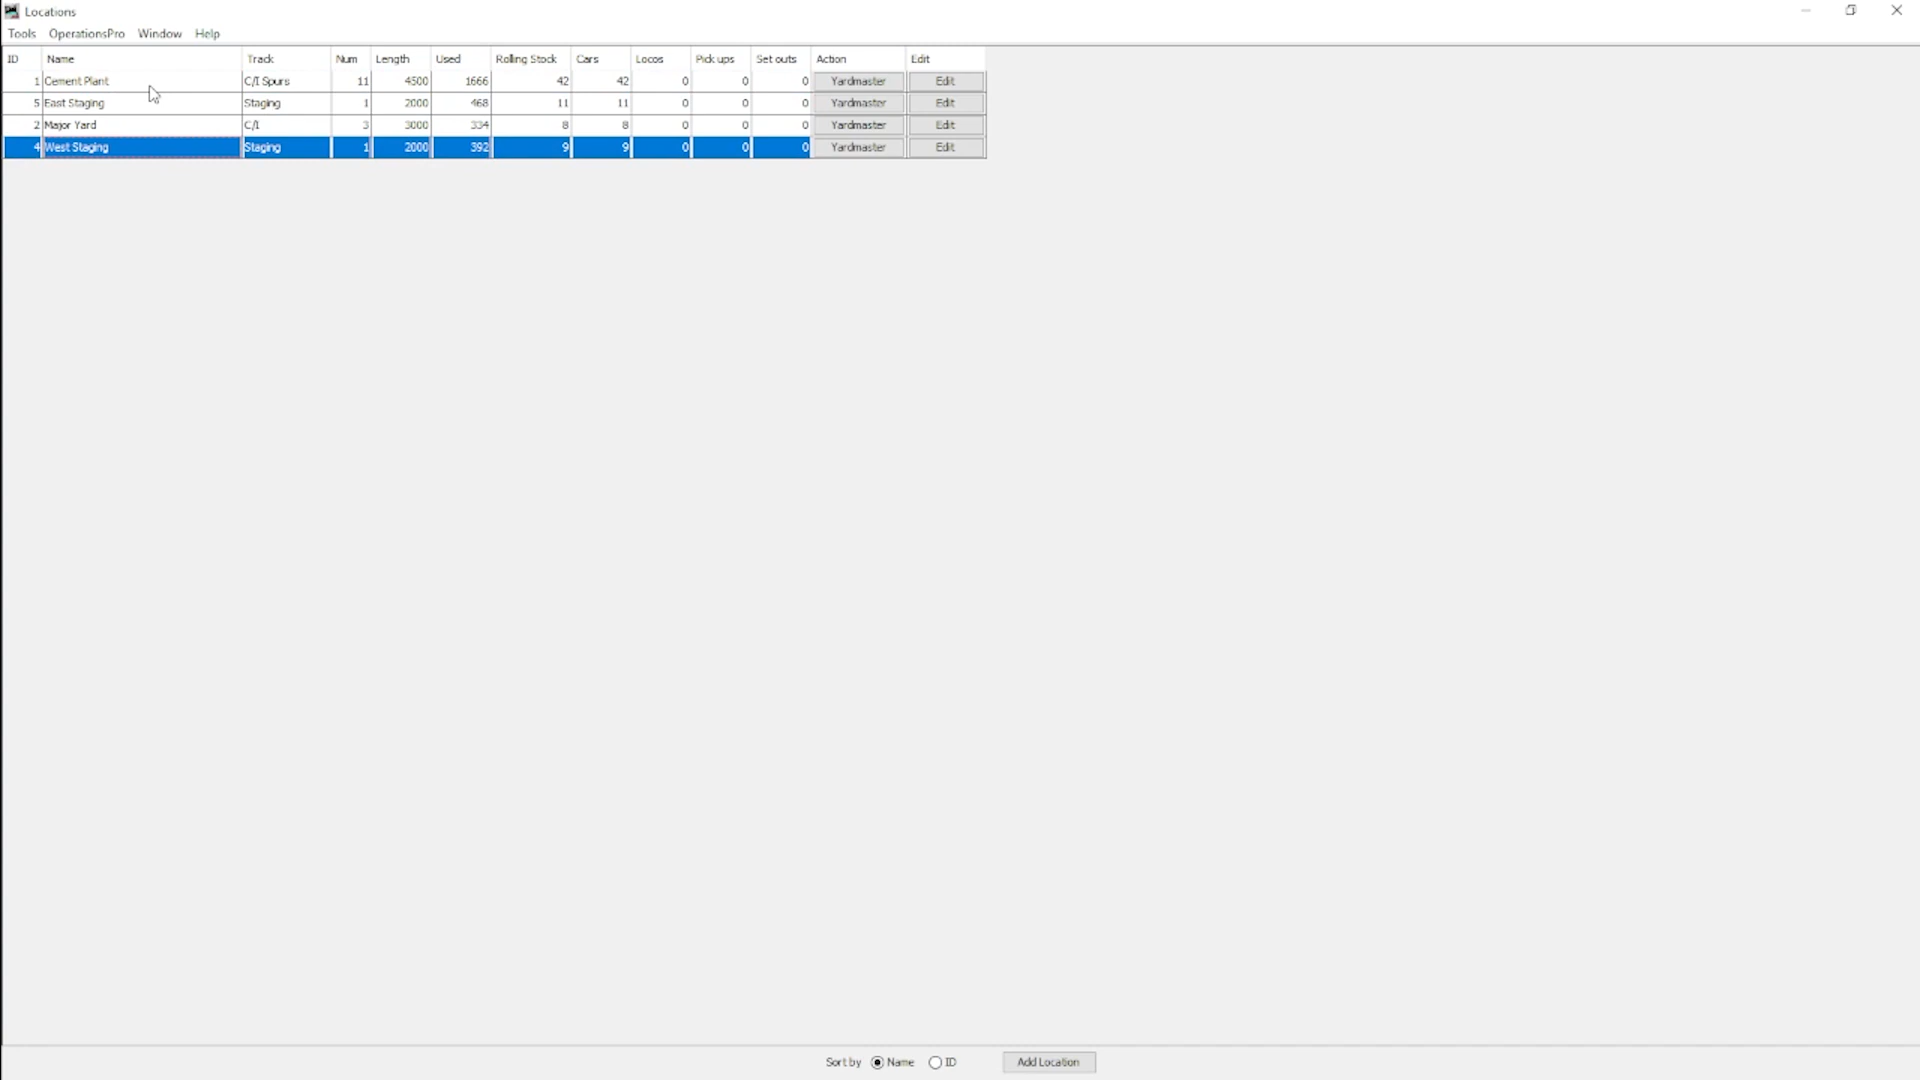 Locations
Tools OperationsPro Window Help
ID Name Track Num Length Used Rolling Stock Cars Locos Pick ups Set outs Action Edit
1 Cement Plant C/I Spurs 11 4500 1666 42 42 0 0 0 Yardmaster Edit
5 East Staging Staging 1 2000 468 11 11 0 0 0 Yardmaster Edit
2 Major Yard C/I 3 3000 334 8 8 0 0 0 Yardmaster Edit
4 West Staging Staging 1 2000 392 9 9 0 0 0 Yardmaster Edit
Sort by Name ID Add Location